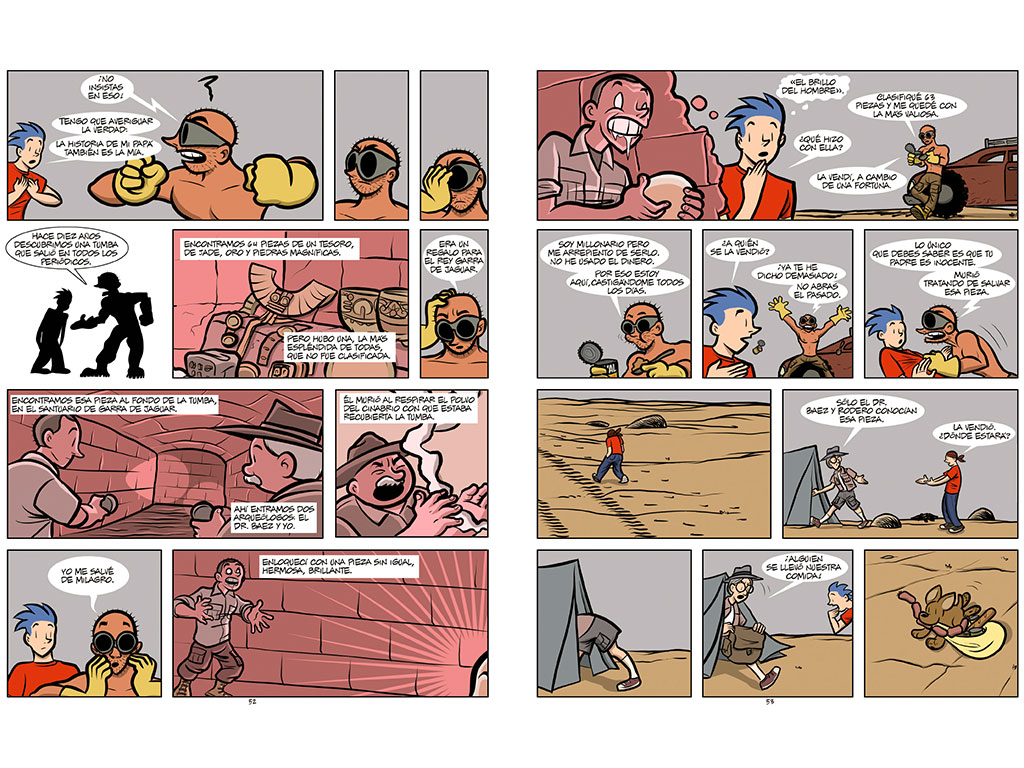 ¡NO
INSISTAS
EN ESO!
TENGO QUE AVERIGUAR
LA VERDAD:
LA HISTORIA DE MI PAPÁ
TAMBIÉN ES LA MÍA.
?
HACE DIEZ AÑOS
DESCUBRIMOS UNA TUMBA
QUE SALIÓ EN TODOS LOS
PERIÓDICOS.
ENCONTRAMOS 64 PIEZAS DE UN TESORO,
DE JADE, ORO Y PIEDRAS MAGNÍFICAS.
PERO HUBO UNA, LA MÁS
ESPLÉNDIDA DE TODAS,
QUE NO FUE CLASIFICADA.
ERA UN
REGALO PARA
EL REY GARRA
DE JAGUAR.
ENCONTRAMOS ESA PIEZA AL FONDO DE LA TUMBA,
EN EL SANTUARIO DE GARRA DE JAGUAR.
AHÍ ENTRAMOS DOS
ARQUEÓLOGOS: EL
DR. BAEZ Y YO.
ÉL MURIÓ AL RESPIRAR EL POLVO
DEL CINABRIO CON QUE ESTABA
RECUBIERTA LA TUMBA.
YO ME SALVÉ
DE MILAGRO.
ENLOQUECÍ CON UNA PIEZA SIN IGUAL,
HERMOSA, BRILLANTE.
52
«EL BRILLO
DEL HOMBRE».
CLASIFIQUÉ 63
PIEZAS Y ME QUEDÉ CON
LA MÁS VALIOSA.
¿QUÉ HIZO
CON ELLA?
LA VENDÍ, A CAMBIO
DE UNA FORTUNA.
SOY MILLONARIO PERO
ME ARREPIENTO DE SERLO.
NO HE USADO EL DINERO.
POR ESO ESTOY
AQUÍ, CASTIGÁNDOME TODOS
LOS DÍAS.
¿A QUIÉN
SE LA VENDIÓ?
¡YA TE HE
DICHO DEMASIADO!
NO ABRAS
EL PASADO.
LO ÚNICO
QUE DEBES SABER ES QUE TU
PADRE ES INOCENTE.
MURIÓ
TRATANDO DE SALVAR
ESA PIEZA.
SÓLO EL DR.
BAEZ Y RODERO CONOCÍAN
ESA PIEZA.
LA VENDIÓ.
¿DÓNDE ESTARÁ?
¡ALGUIEN
SE LLEVÓ NUESTRA
COMIDA!
53